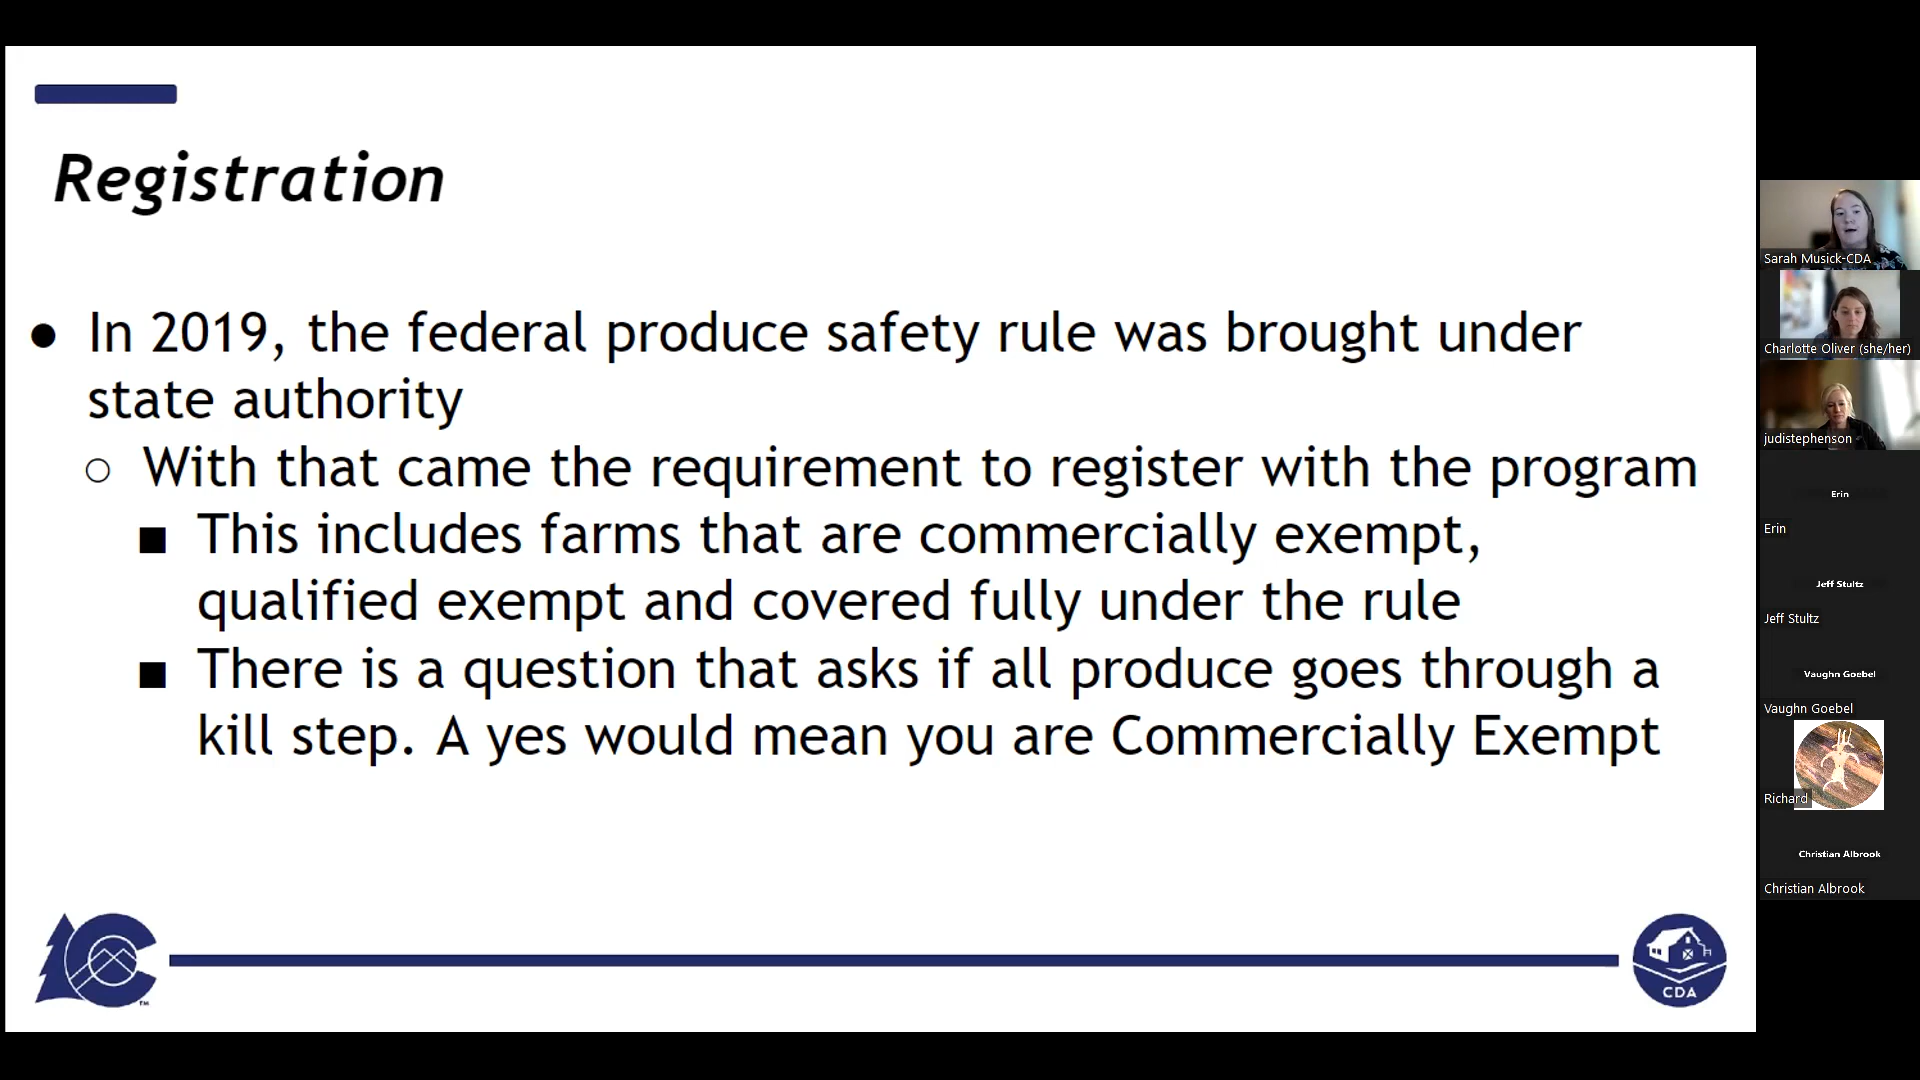 Registration
● In 2019, the federal produce safety rule was brought under
state authority
○ With that came the requirement to register with the program
■ This includes farms that are commercially exempt,
qualified exempt and covered fully under the rule
■ There is a question that asks if all produce goes through a
kill step. A yes would mean you are Commercially Exempt
TM
CDA
Sarah Musick-CDA
Charlotte Oliver (she/her)
judistephenson
Erin
Erin
Jeff Stultz
Jeff Stultz
Vaughn Goebel
Vaughn Goebel
Richard
Christian Albrook
Christian Albrook